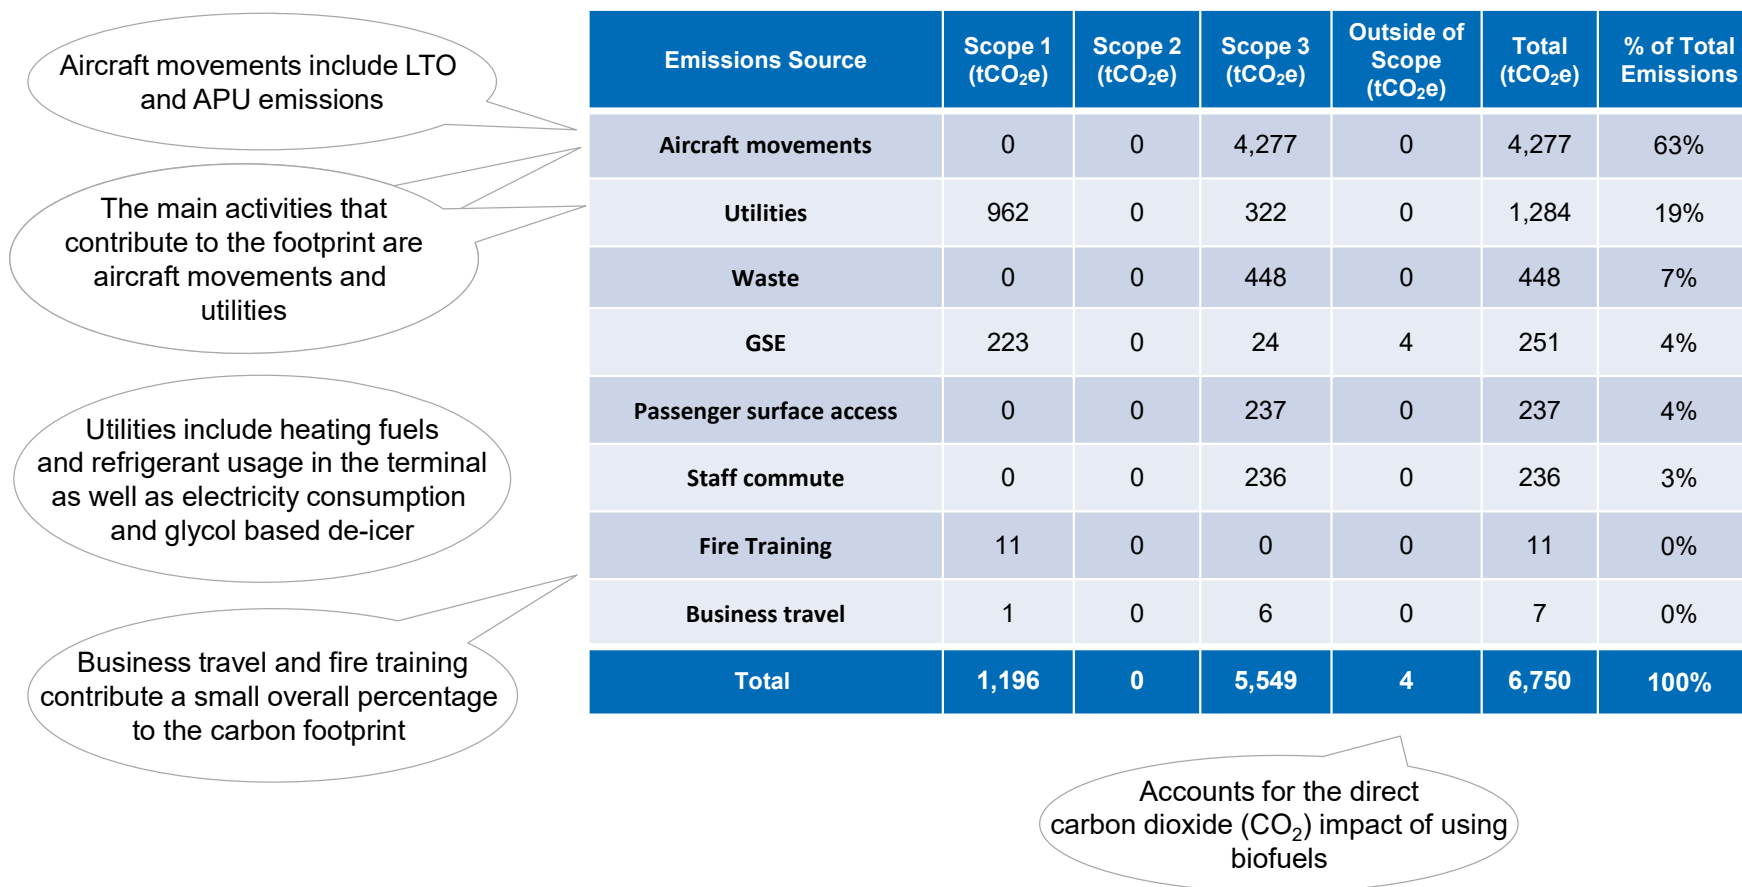 Aircraft movements include LTO
and APU emissions
The main activities that
contribute to the footprint are
aircraft movements and
utilities
Utilities include heating fuels
and refrigerant usage in the terminal
as well as electricity consumption
and glycol based de-icer
Business travel and fire training
contribute a small overall percentage
to the carbon footprint
Emissions Source Scope 1 (tCO₂e) Scope 2 (tCO₂e) Scope 3 (tCO₂e) Outside of Scope (tCO₂e) Total (tCO₂e) % of Total Emissions
Aircraft movements 0 0 4,277 0 4,277 63%
Utilities 962 0 322 0 1,284 19%
Waste 0 0 448 0 448 7%
GSE 223 0 24 4 251 4%
Passenger surface access 0 0 237 0 237 4%
Staff commute 0 0 236 0 236 3%
Fire Training 11 0 0 0 11 0%
Business travel 1 0 6 0 7 0%
Total 1,196 0 5,549 4 6,750 100%
Accounts for the direct
carbon dioxide (CO₂) impact of using
biofuels